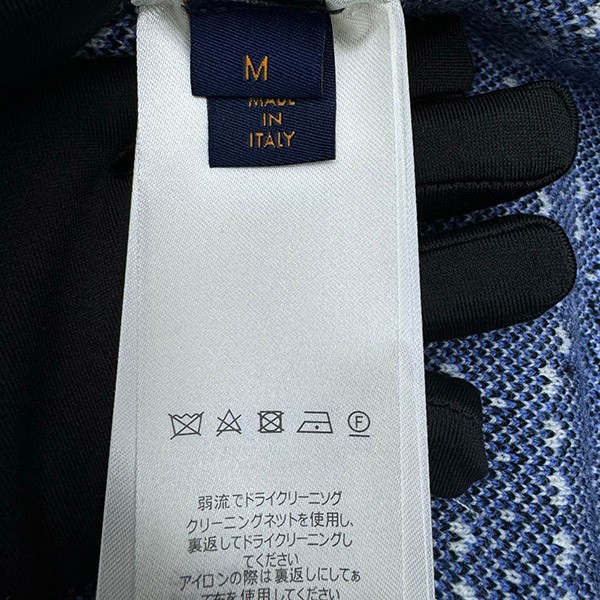 M
MADE
IN
ITALY
F
弱流でドライクリーニソグ
クリーニングネットを使用し、
裏返してドライクリーニングし
てください
アイロンの際は裏返しにしてぁ
て布を使用してください